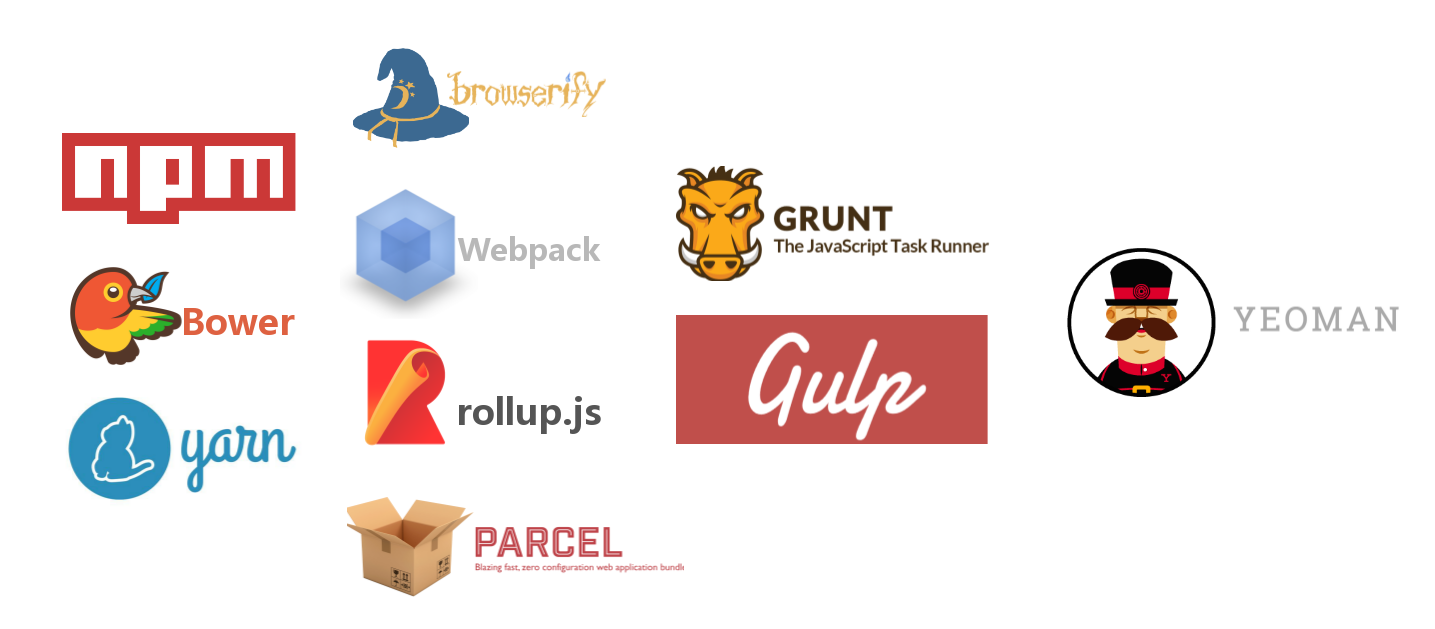 npm
Bower
yarn
browserify
Webpack
rollup.js
PARCEL
Blazing fast, zero configuration web application bundle
GRUNT
The JavaScript Task Runner
Gulp
Y
YEOMAN